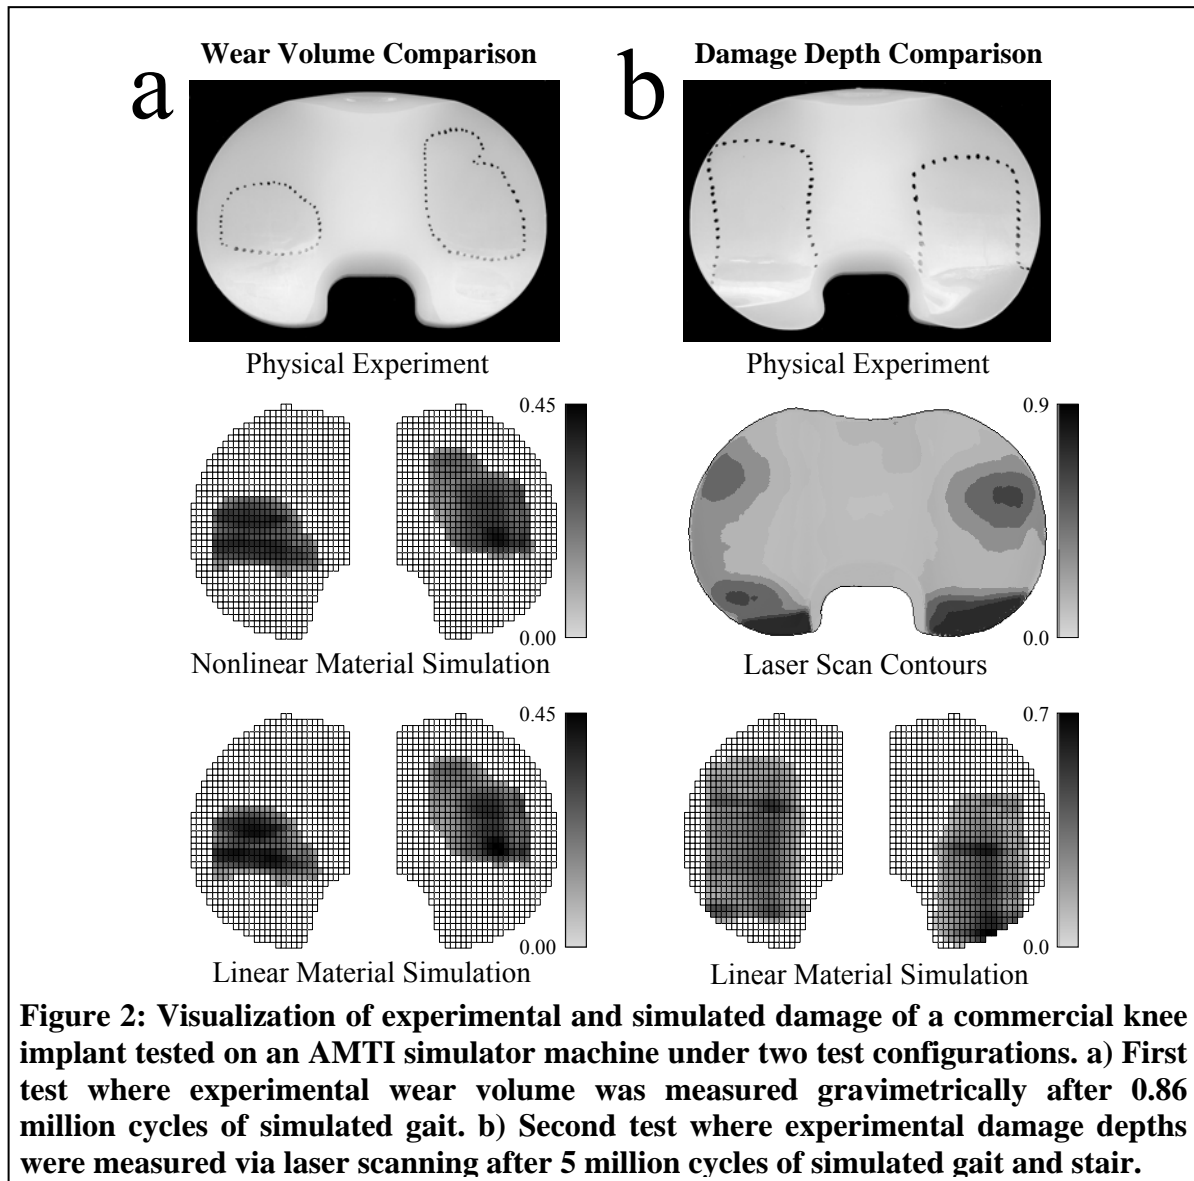 Wear Volume Comparison
Damage Depth Comparison
a
b
Physical Experiment
Physical Experiment
0.45
0.00
0.9
0.0
Nonlinear Material Simulation
Laser Scan Contours
0.45
0.00
0.7
0.0
Linear Material Simulation
Linear Material Simulation
Figure 2: Visualization of experimental and simulated damage of a commercial knee
implant tested on an AMTI simulator machine under two test configurations. a) First
test where experimental wear volume was measured gravimetrically after 0.86
million cycles of simulated gait. b) Second test where experimental damage depths
were measured via laser scanning after 5 million cycles of simulated gait and stair.